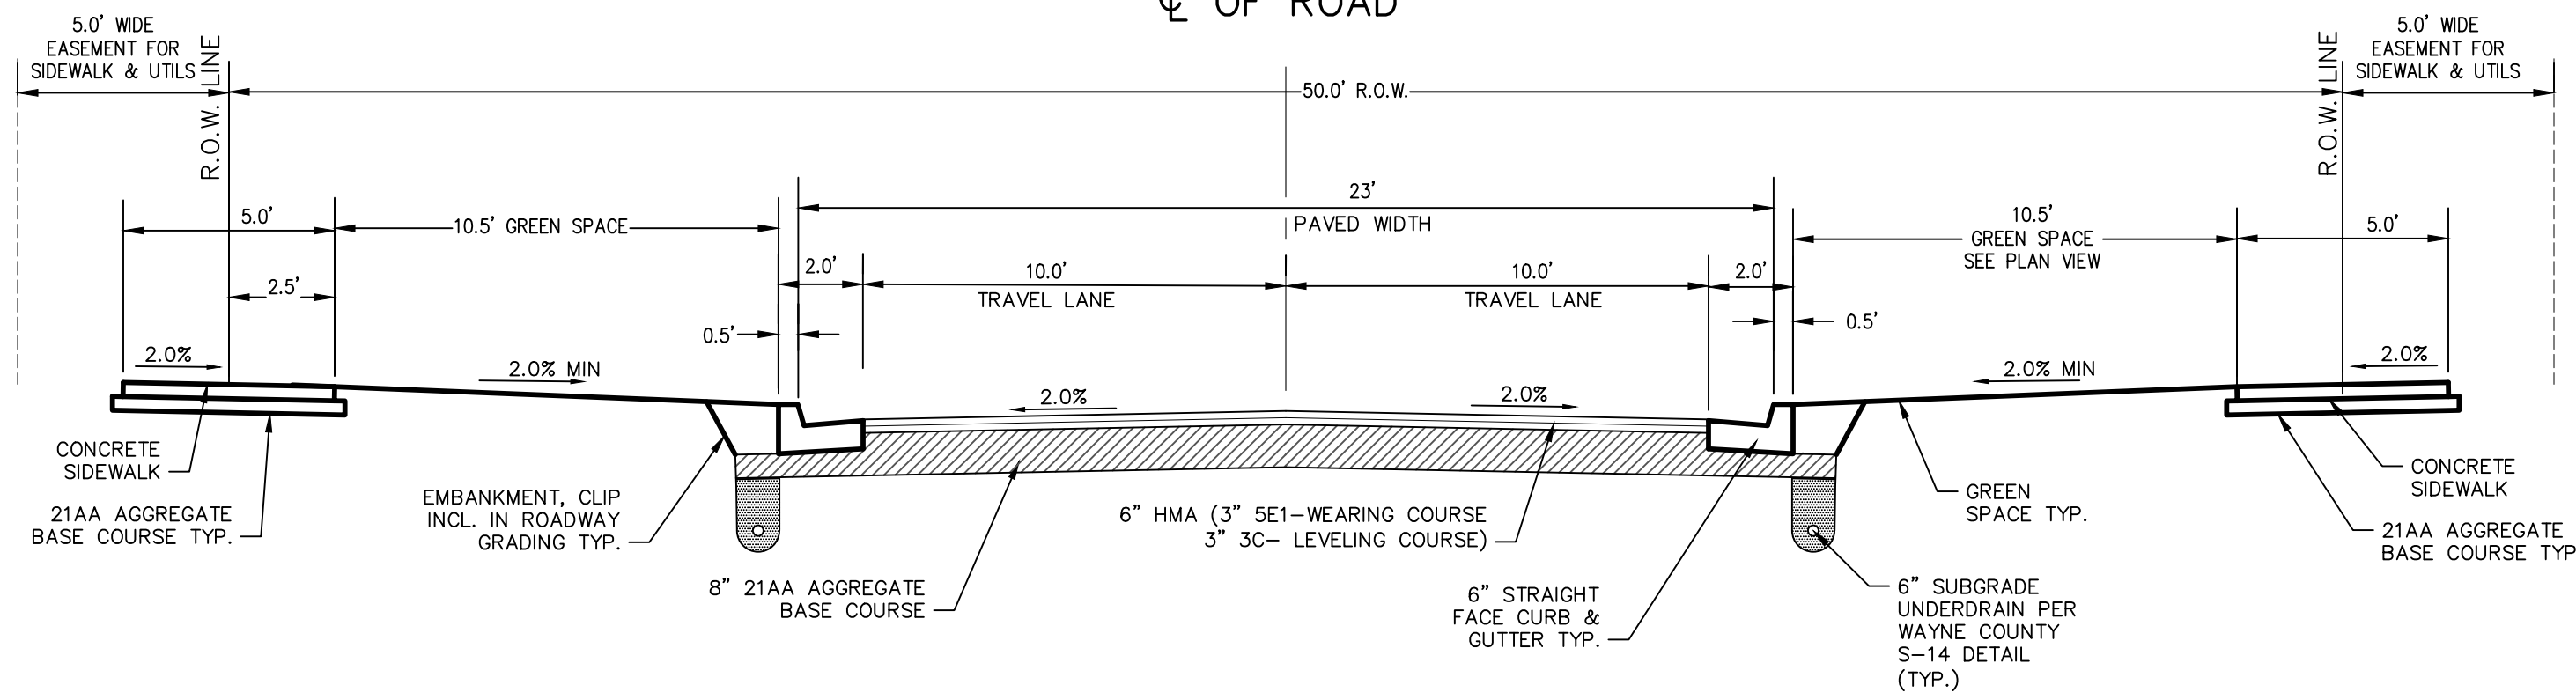 ℄ OF ROAD
5.0' WIDE
EASEMENT FOR
SIDEWALK & UTILS
R.O.W. LINE
50.0' R.O.W.
R.O.W. LINE
5.0' WIDE
EASEMENT FOR
SIDEWALK & UTILS
5.0'
10.5' GREEN SPACE
23'
PAVED WIDTH
10.5'
GREEN SPACE
SEE PLAN VIEW
5.0'
2.5'
2.0'
10.0'
TRAVEL LANE
10.0'
TRAVEL LANE
2.0'
0.5'
0.5'
2.0%
2.0% MIN
2.0%
2.0%
2.0% MIN
2.0%
CONCRETE
SIDEWALK
21AA AGGREGATE
BASE COURSE TYP.
EMBANKMENT, CLIP
INCL. IN ROADWAY
GRADING TYP.
8" 21AA AGGREGATE
BASE COURSE
6" HMA (3" 5E1-WEARING COURSE
3" 3C- LEVELING COURSE)
6" STRAIGHT
FACE CURB &
GUTTER TYP.
6" SUBGRADE
UNDERDRAIN PER
WAYNE COUNTY
S-14 DETAIL
(TYP.)
GREEN
SPACE TYP.
CONCRETE
SIDEWALK
21AA AGGREGATE
BASE COURSE TYP